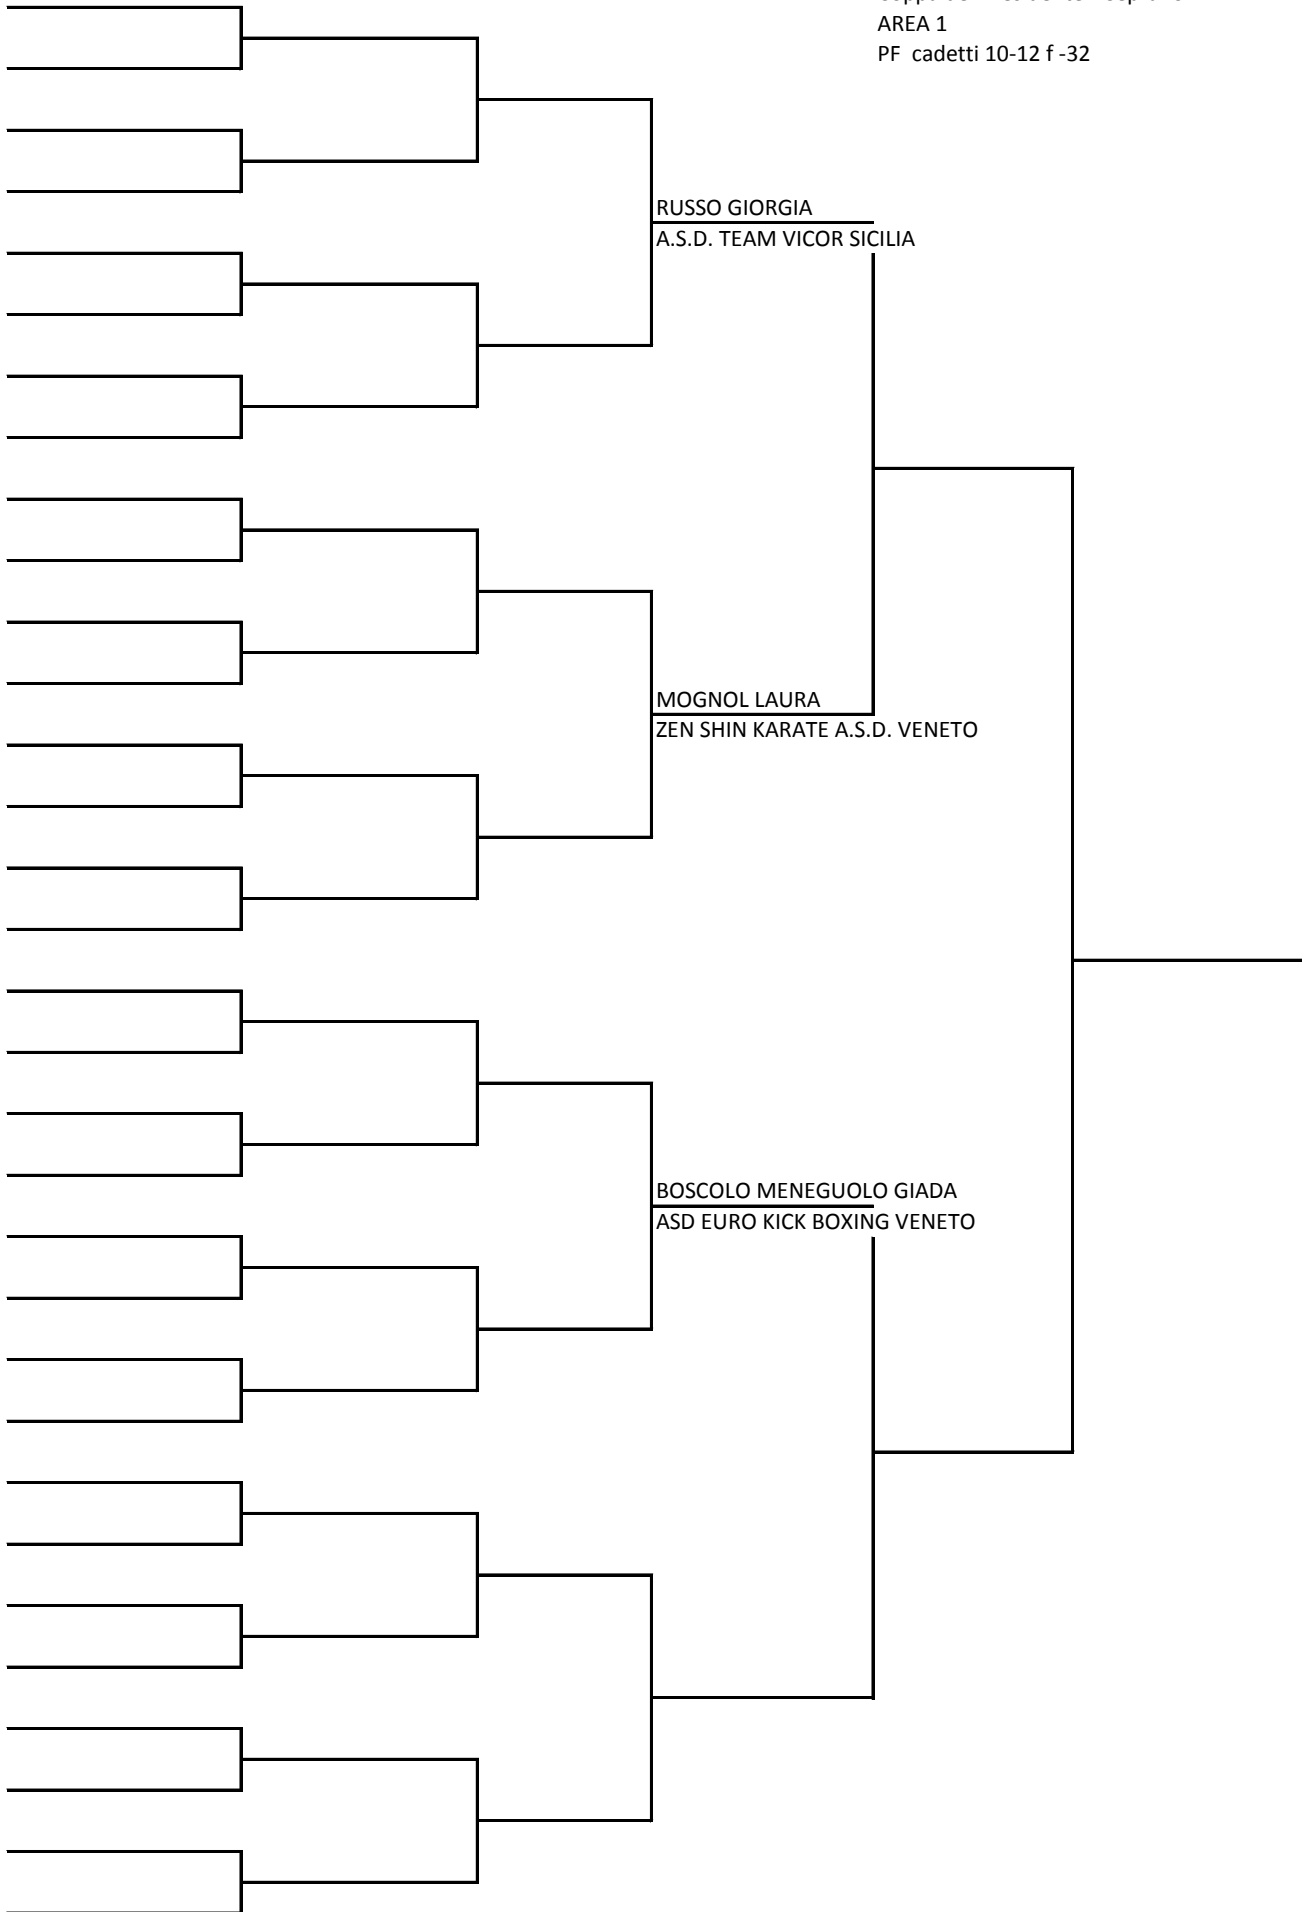 AREA 1
PF cadetti 10-12 f -32
RUSSO GIORGIA
A.S.D. TEAM VICOR SICILIA
MOGNOL LAURA
ZEN SHIN KARATE A.S.D. VENETO
BOSCOLO MENEGUOLO GIADA
ASD EURO KICK BOXING VENETO